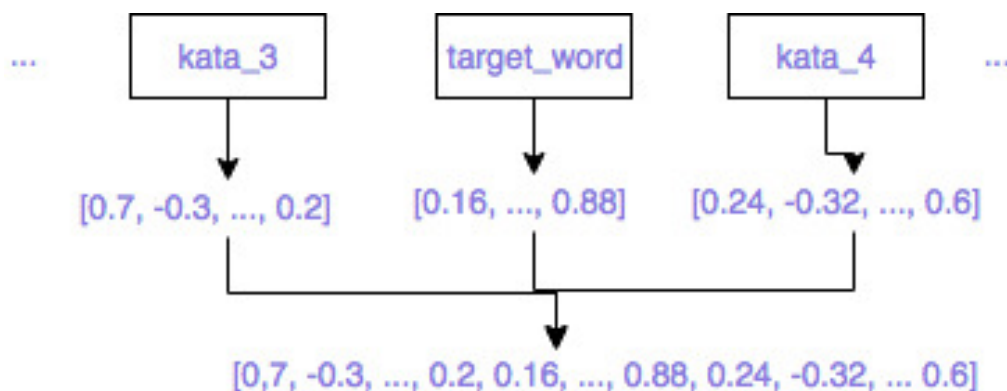 ... kata_3 target_word kata_4 ...
[0.7, -0.3, ..., 0.2] [0.16, ..., 0.88] [0.24, -0.32, ..., 0.6]
[0,7, -0.3, ..., 0.2, 0.16, ..., 0.88, 0.24, -0.32, ... 0.6]